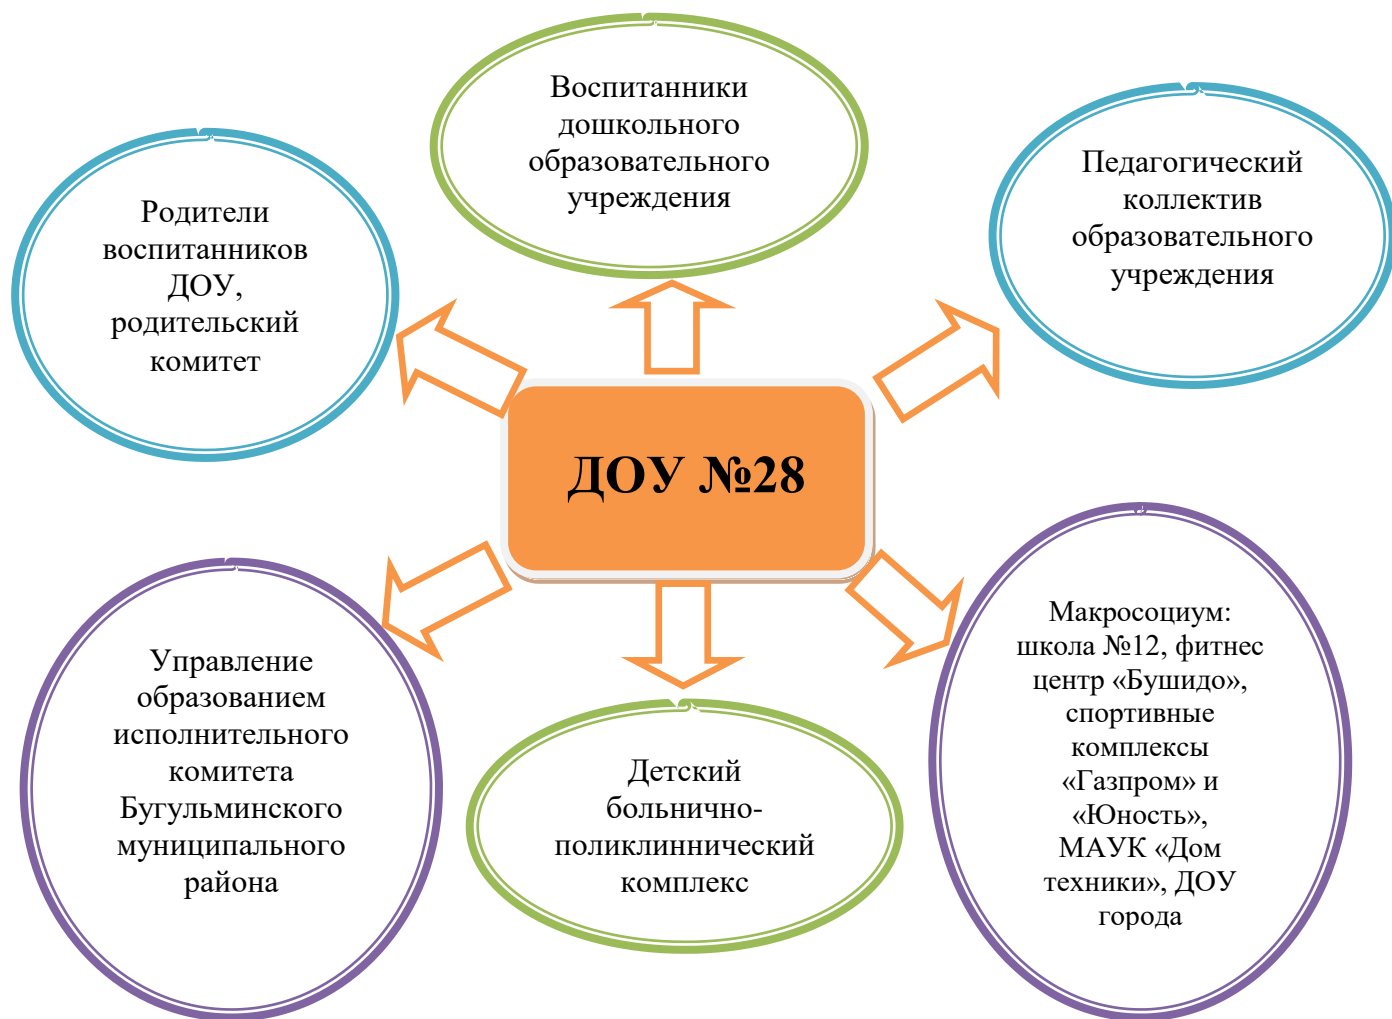 Воспитанники
дошкольного
образовательного
учреждения
Педагогический
коллектив
образовательного
учреждения
Родители
воспитанников
ДОУ,
родительский
комитет
ДОУ №28
Управление
образованием
исполнительного
комитета
Бугульминского
муниципального
района
Детский
больнично-
поликлиннический
комплекс
Макросоциум:
школа №12, фитнес
центр «Бушидо»,
спортивные
комплексы
«Газпром» и
«Юность»,
МАУК «Дом
техники», ДОУ
города